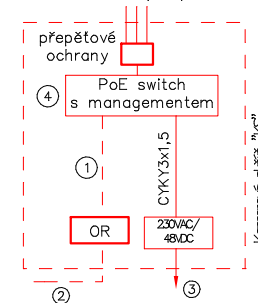 přepěťové
ochrany
PoE switch
s managementem
4
1
CYKY3x1,5
OR
230VAC/
48VDC
3
2